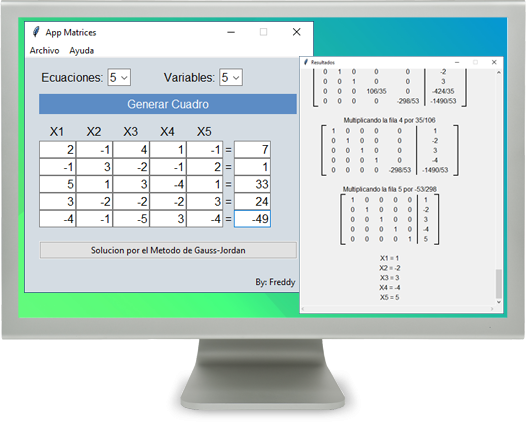 App Matrices
Archivo Ayuda
Ecuaciones: 5 Variables: 5
Generar Cuadro
X1 X2 X3 X4 X5
2 -1 4 1 -1 = 7
-1 3 -2 -1 2 = 1
5 1 3 -4 1 = 33
3 -2 -2 -2 3 = 24
-4 -1 -5 3 -4 = -49
Solucion por el Metodo de Gauss-Jordan
By: Freddy
Resultados
0 1 0 0 0 -2
0 0 1 0 0 3
0 0 0 106/35 0 -424/35
0 0 0 0 -298/53 -1490/53
Multiplicando la fila 4 por 35/106
1 0 0 0 0 1
0 1 0 0 0 -2
0 0 1 0 0 3
0 0 0 1 0 -4
0 0 0 0 -298/53 -1490/53
Multiplicando la fila 5 por -53/298
1 0 0 0 0 1
0 1 0 0 0 -2
0 0 1 0 0 3
0 0 0 1 0 -4
0 0 0 0 1 5
X1 = 1
X2 = -2
X3 = 3
X4 = -4
X5 = 5